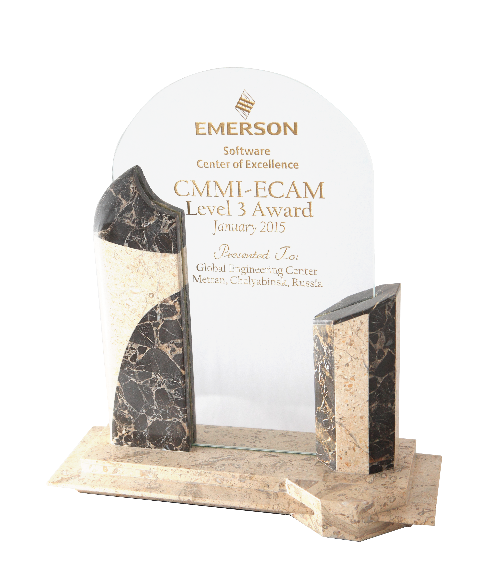 EMERSON
Software
Center of Excellence
CMMI-ECAM
Level 3 Award
January 2015
Presented To:
Global Engineering Center
Metran, Chelyabinsk, Russia